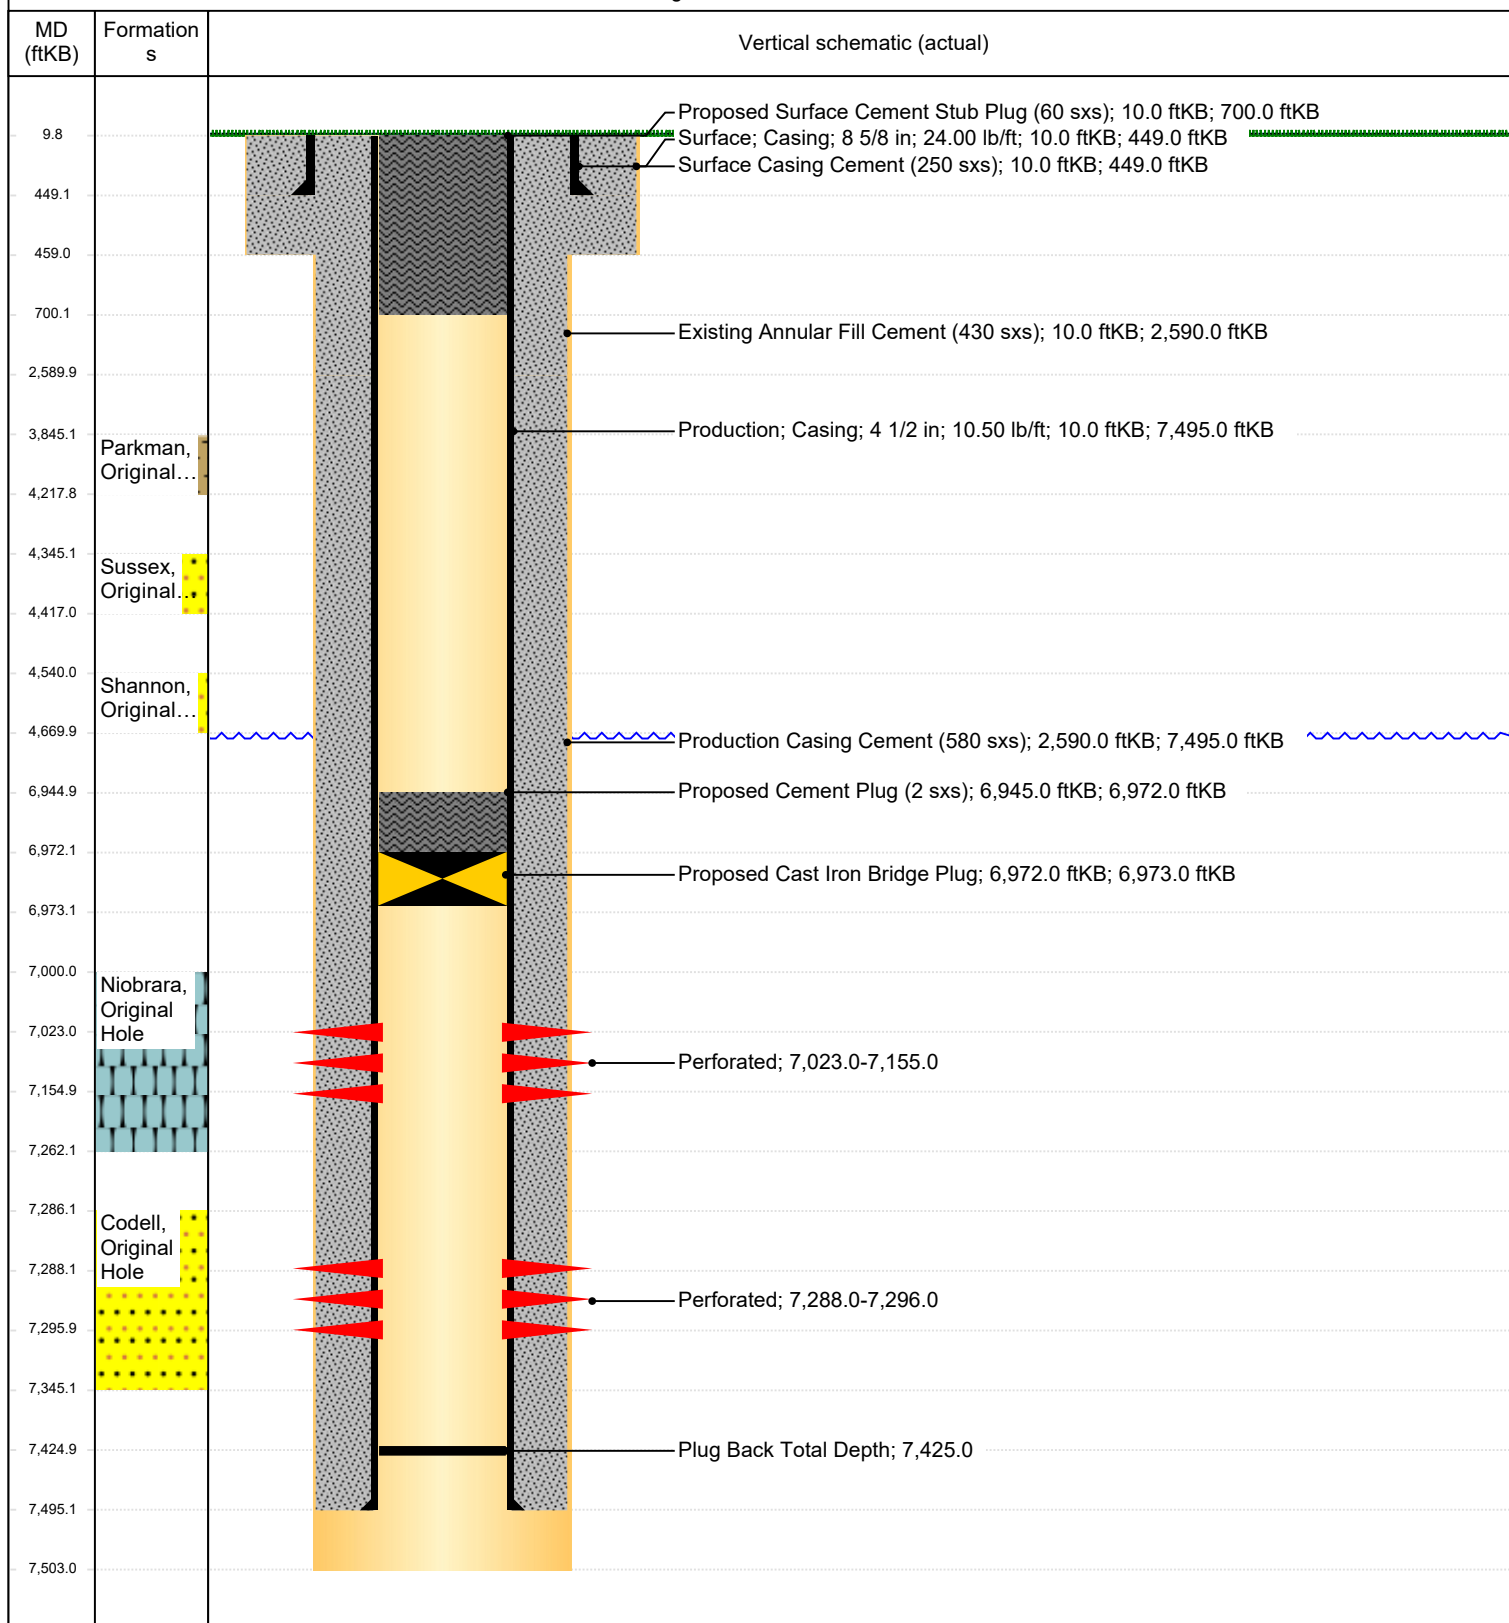 MD
(ftKB)
Formation
s
Vertical schematic (actual)
Proposed Surface Cement Stub Plug (60 sxs); 10.0 ftKB; 700.0 ftKB
9.8
Surface; Casing; 8 5/8 in; 24.00 lb/ft; 10.0 ftKB; 449.0 ftKB
Surface Casing Cement (250 sxs); 10.0 ftKB; 449.0 ftKB
449.1
459.0
700.1
Existing Annular Fill Cement (430 sxs); 10.0 ftKB; 2,590.0 ftKB
2,589.9
Production; Casing; 4 1/2 in; 10.50 lb/ft; 10.0 ftKB; 7,495.0 ftKB
3,845.1
Parkman,
Original…
4,217.8
4,345.1
Sussex,
Original…
4,417.0
4,540.0
Shannon,
Original…
4,669.9
Production Casing Cement (580 sxs); 2,590.0 ftKB; 7,495.0 ftKB
6,944.9
Proposed Cement Plug (2 sxs); 6,945.0 ftKB; 6,972.0 ftKB
6,972.1
Proposed Cast Iron Bridge Plug; 6,972.0 ftKB; 6,973.0 ftKB
6,973.1
7,000.0
Niobrara,
Original
Hole
7,023.0
Perforated; 7,023.0-7,155.0
7,154.9
7,262.1
7,286.1
Codell,
Original
Hole
7,288.1
Perforated; 7,288.0-7,296.0
7,295.9
7,345.1
7,424.9
Plug Back Total Depth; 7,425.0
7,495.1
7,503.0